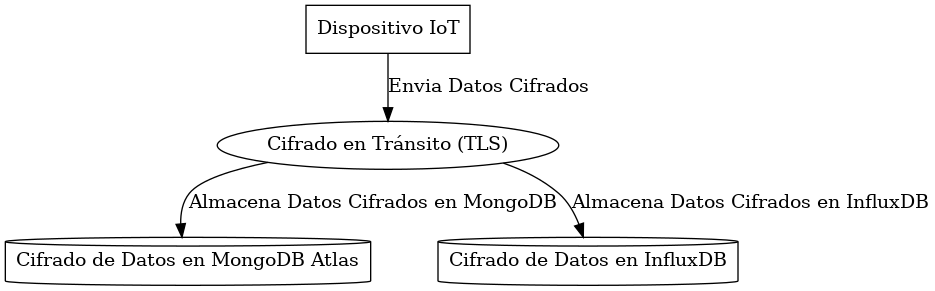 Dispositivo IoT
Envia Datos Cifrados
Cifrado en Tránsito (TLS)
Almacena Datos Cifrados en MongoDB
Almacena Datos Cifrados en InfluxDB
Cifrado de Datos en MongoDB Atlas
Cifrado de Datos en InfluxDB